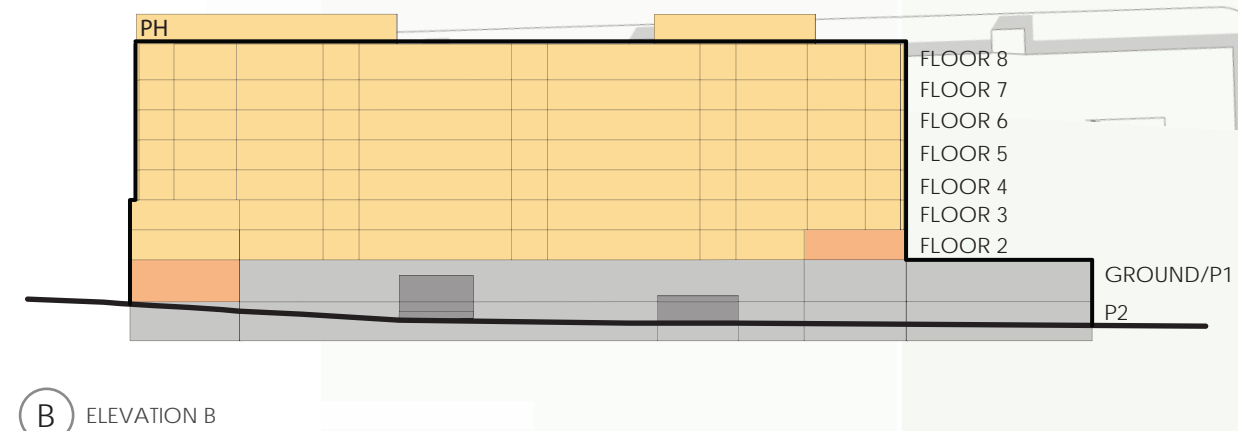 PH
FLOOR 8
FLOOR 7
FLOOR 6
FLOOR 5
FLOOR 4
FLOOR 3
FLOOR 2
GROUND/P1
P2
B ELEVATION B